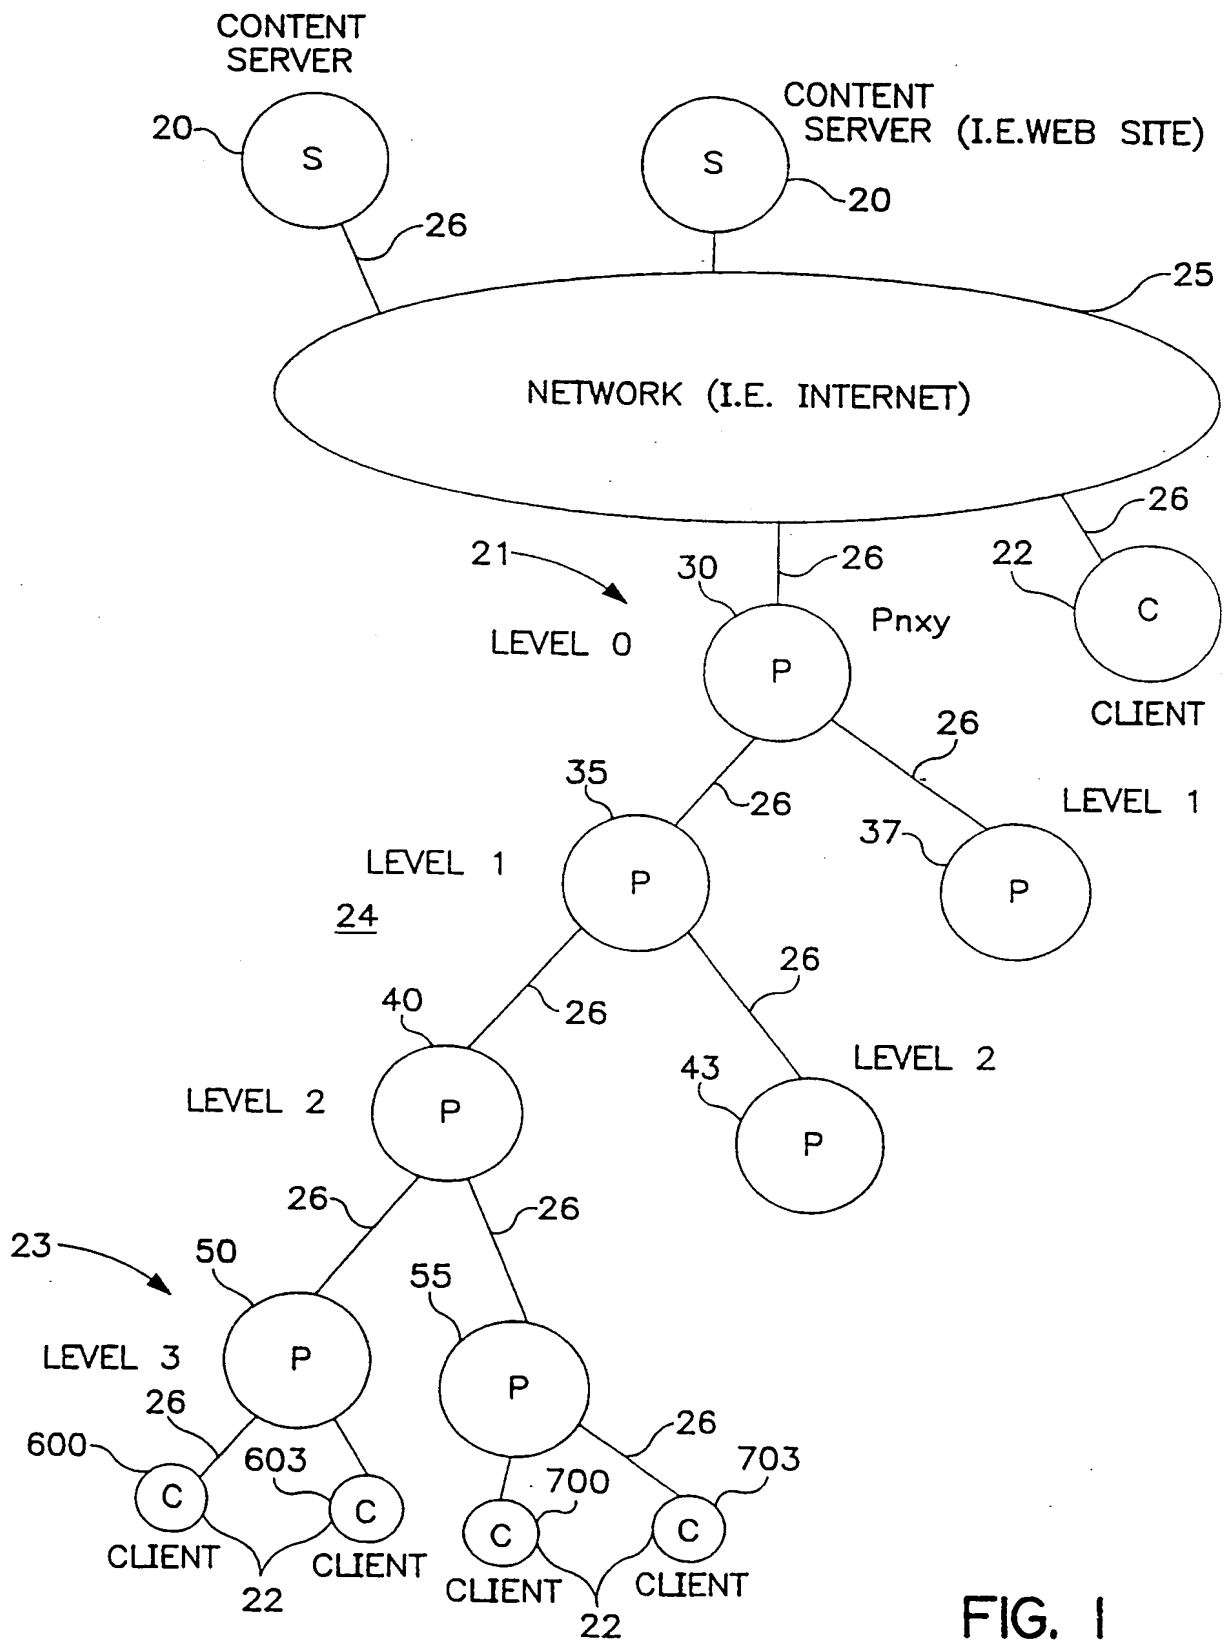 CONTENT
SERVER
CONTENT
SERVER (I.E.WEB SITE)
20
S
S
20
26
25
NETWORK (I.E. INTERNET)
26
21
30
26
22
LEVEL 0
Pnxy
C
P
CLIENT
26
35
26
LEVEL 1
37
LEVEL 1
P
P
24
26
40
26
LEVEL 2
43
LEVEL 2
P
P
26
26
23
50
55
LEVEL 3
P
P
26
26
600
603
700
703
C
C
C
C
CLIENT
CLIENT
CLIENT
CLIENT
22
22
FIG. 1